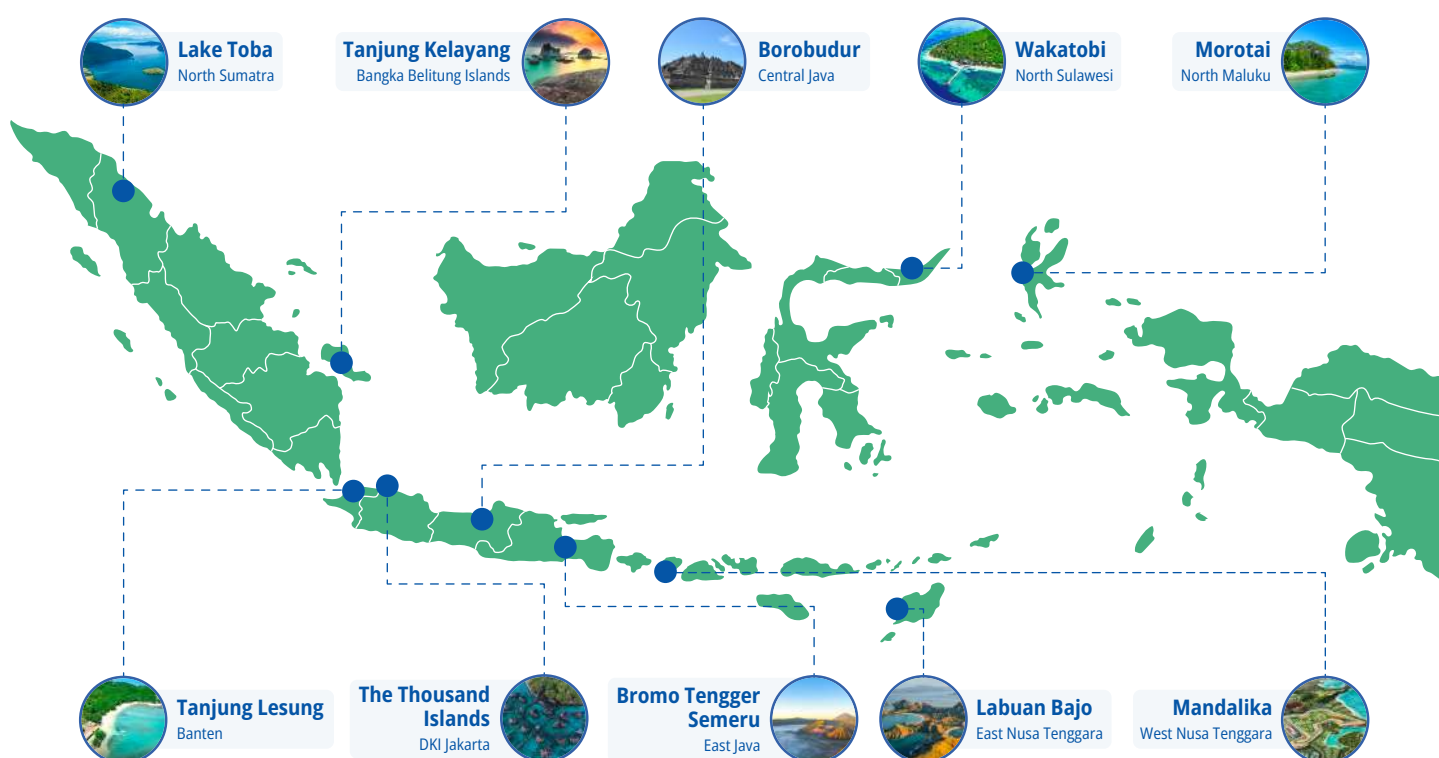 Lake Toba
North Sumatra
Tanjung Kelayang
Bangka Belitung Islands
Borobudur
Central Java
Wakatobi
North Sulawesi
Morotai
North Maluku
Tanjung Lesung
Banten
The Thousand
Islands
DKI Jakarta
Bromo Tengger
Semeru
East Java
Labuan Bajo
East Nusa Tenggara
Mandalika
West Nusa Tenggara